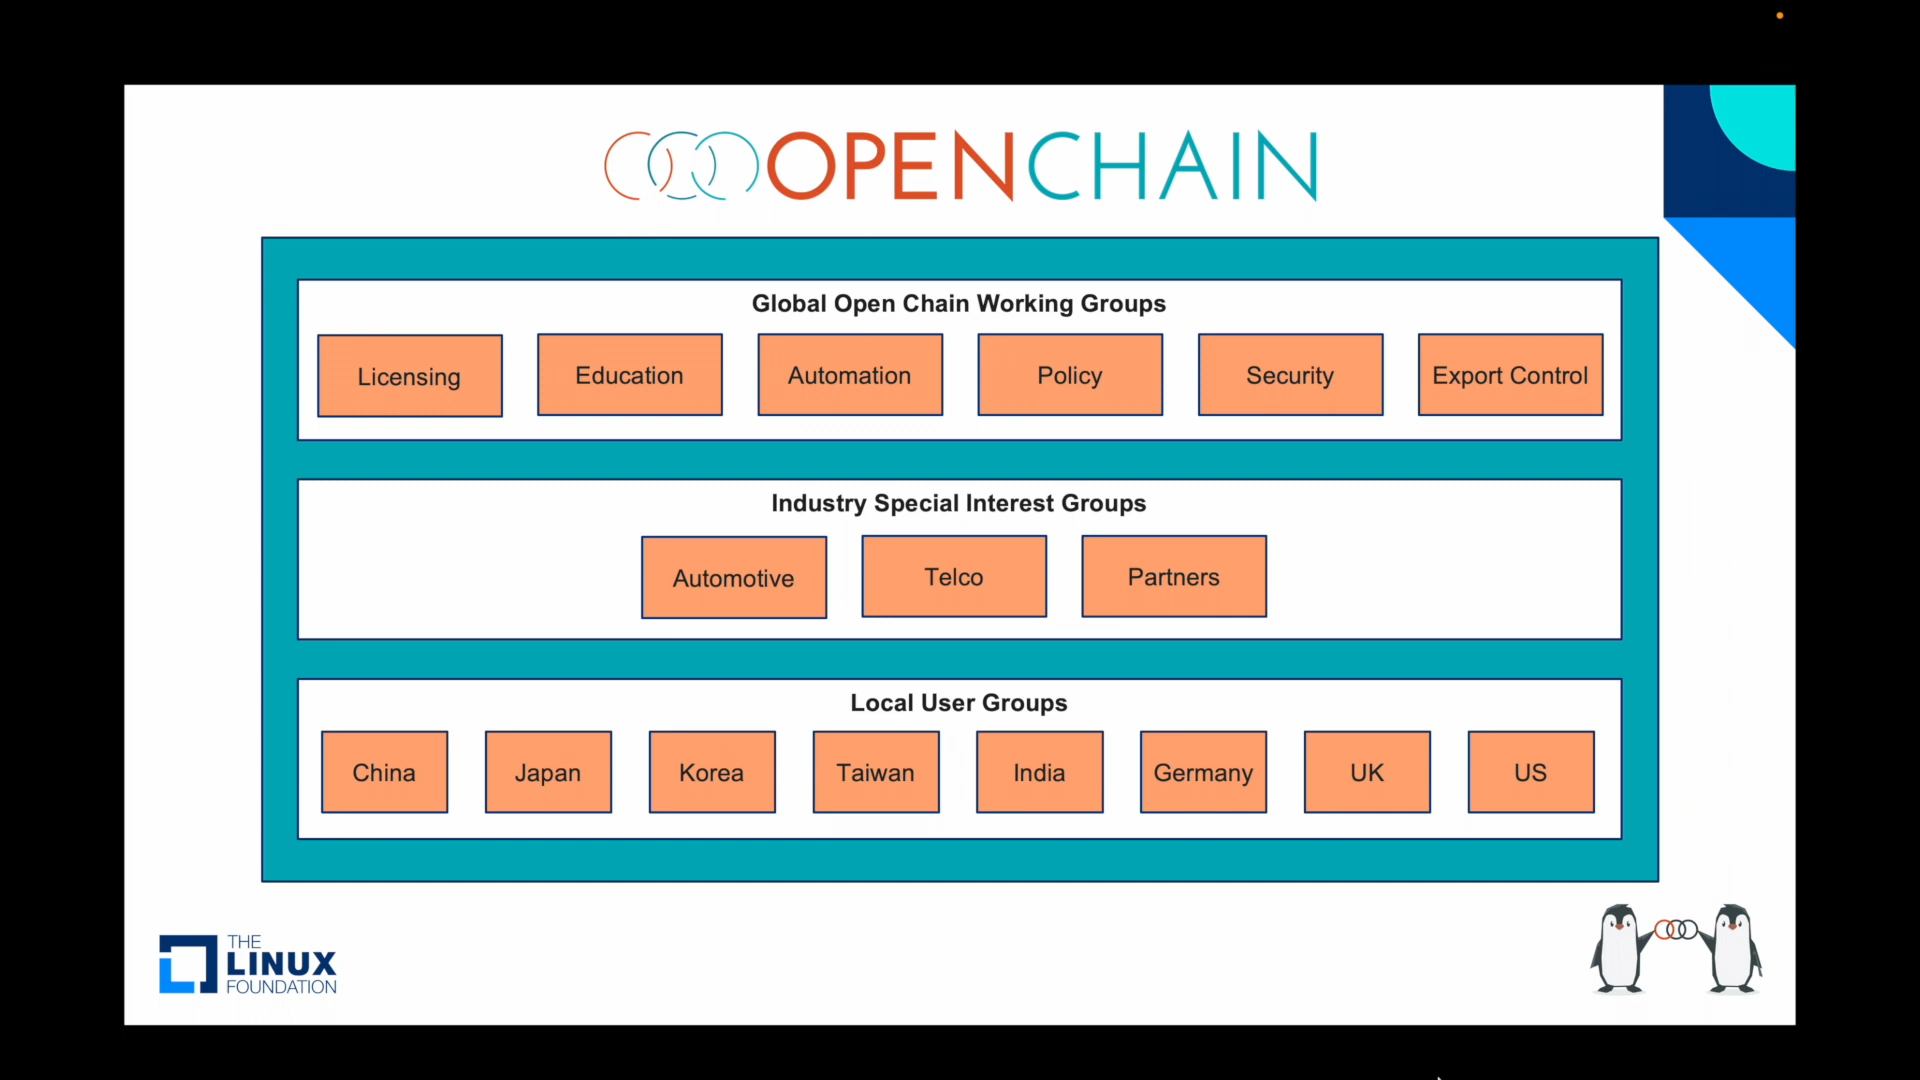 OPENCHAIN
Global Open Chain Working Groups
Licensing Education Automation Policy Security Export Control
Industry Special Interest Groups
Automotive Telco Partners
Local User Groups
China Japan Korea Taiwan India Germany UK US
THE
LINUX
FOUNDATION